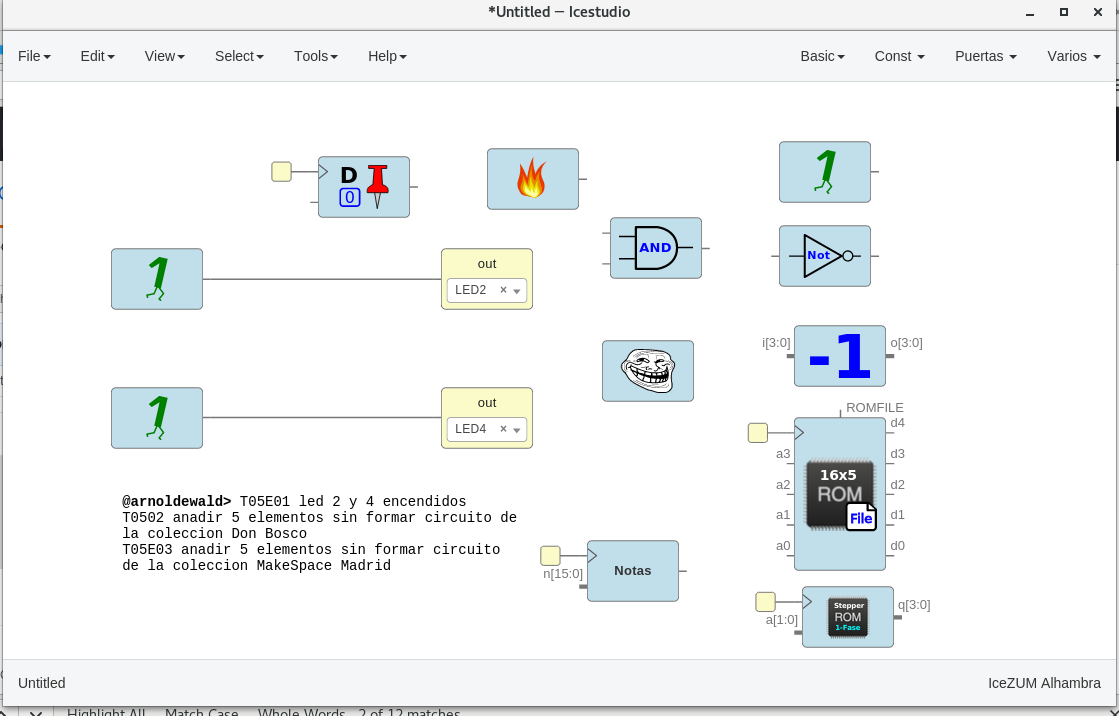 *Untitled – Icestudio
File Edit View Select Tools Help Basic Const Puertas Varios
D
0
1
AND
Not
1
out
LED2 ×
i[3:0] -1 o[3:0]
1
out
LED4 ×
ROMFILE
d4
a3 d3
16x5
ROM
a2 d2
File
a1 d1
a0 d0
@arnoldewald> T05E01 led 2 y 4 encendidos
T0502 anadir 5 elementos sin formar circuito de
la coleccion Don Bosco
T05E03 anadir 5 elementos sin formar circuito
de la coleccion MakeSpace Madrid
n[15:0]
Notas
a[1:0]
Stepper
ROM
1-Fase
q[3:0]
Untitled IceZUM Alhambra
Highlight All Match Case Whole Words 2 of 12 matches